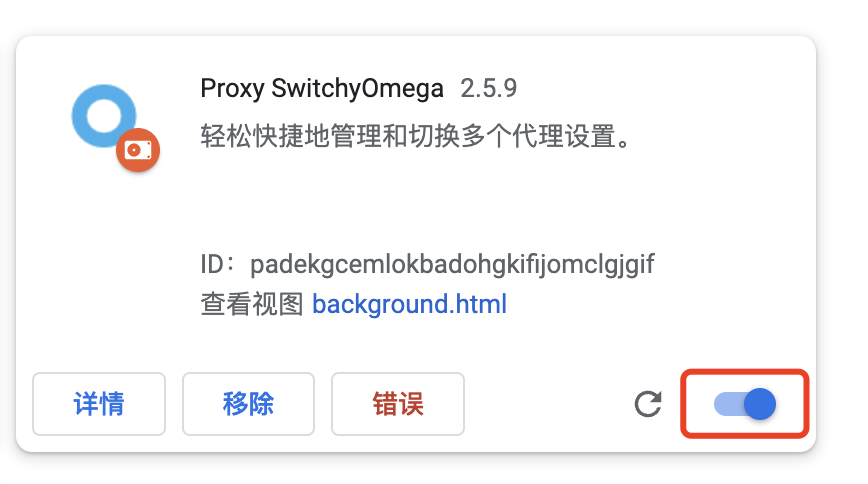 Proxy SwitchyOmega 2.5.9
轻松快捷地管理和切换多个代理设置。
ID：padekgcemlokbadohgkifijomclgjgif
查看视图 background.html
详情 移除 错误